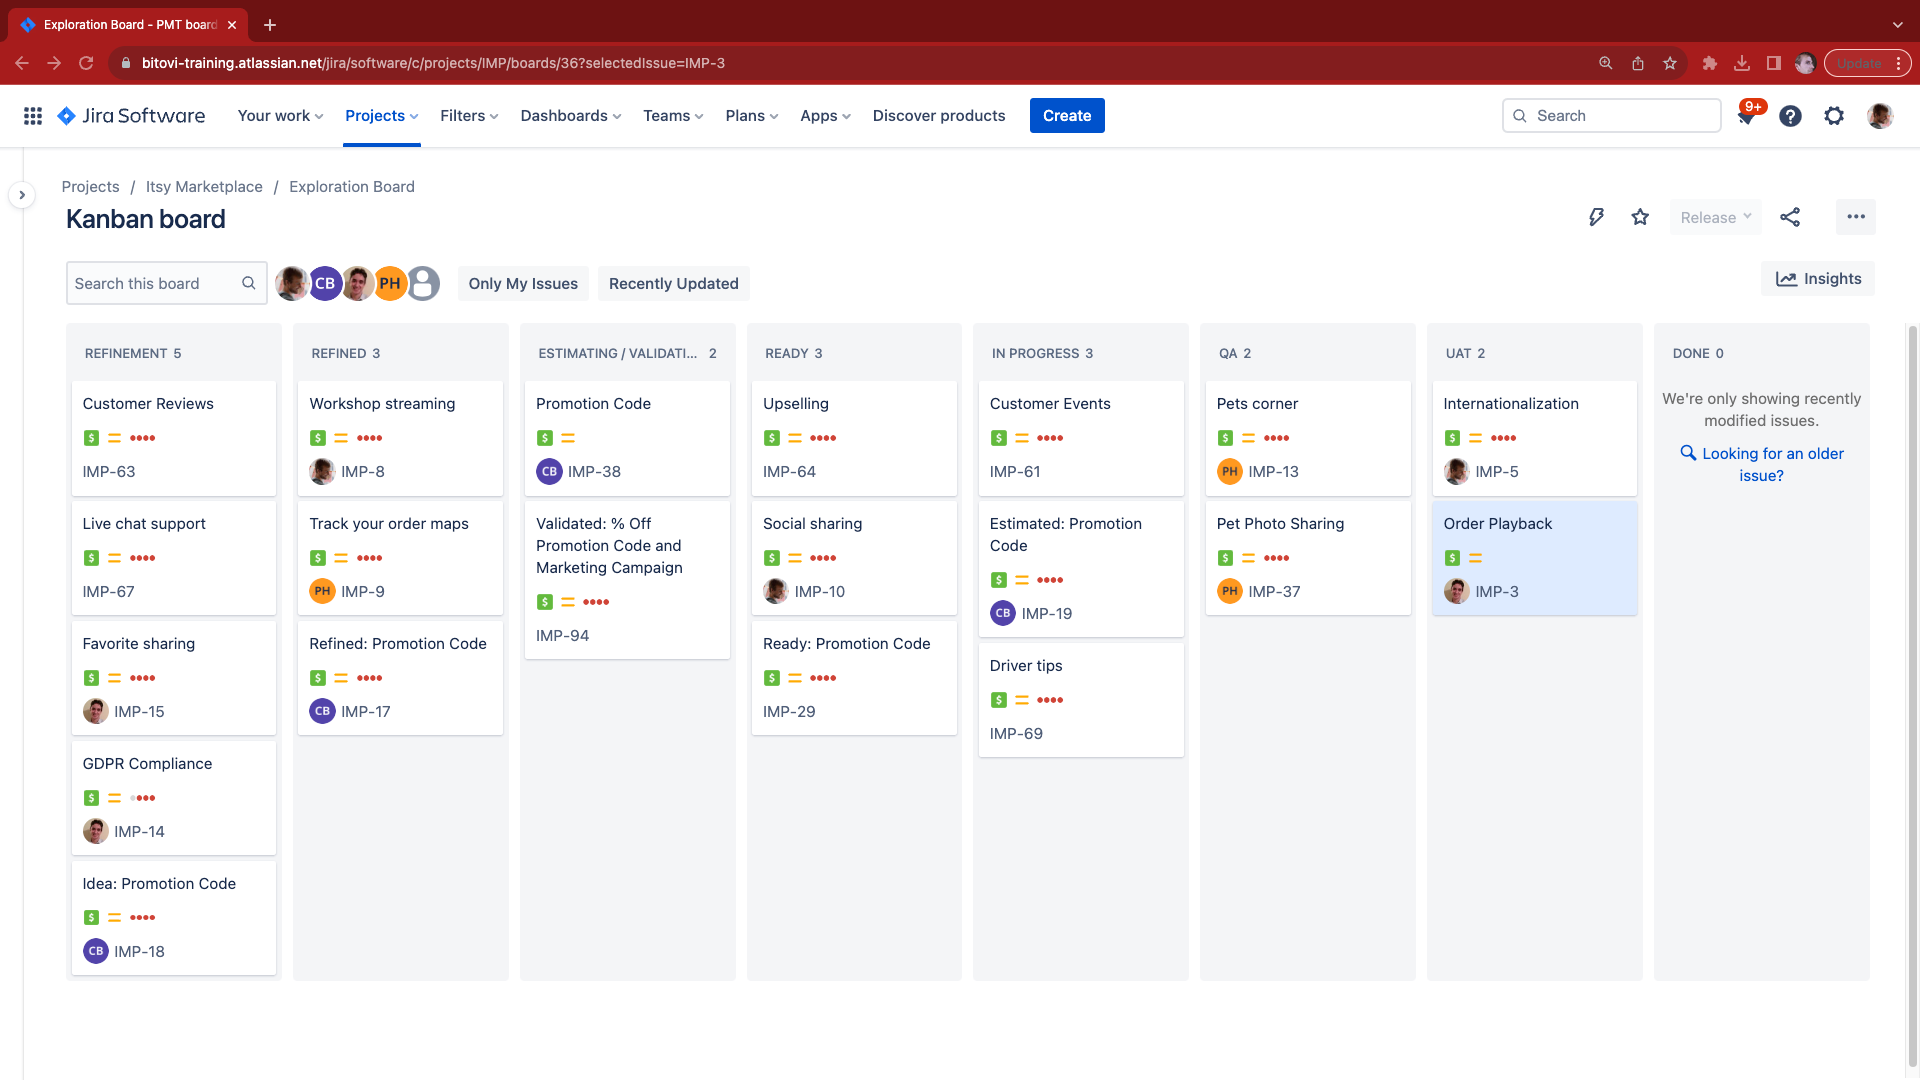 Exploration Board - PMT board
bitovi-training.atlassian.net/jira/software/c/projects/IMP/boards/36?selectedIssue=IMP-3
Update
Jira Software
Your work
Projects
Filters
Dashboards
Teams
Plans
Apps
Discover products
Create
Search
9+
Projects / Itsy Marketplace / Exploration Board
Kanban board
Release
Search this board
CB
PH
Only My Issues
Recently Updated
Insights
REFINEMENT 5
Customer Reviews
IMP-63
Live chat support
IMP-67
Favorite sharing
IMP-15
GDPR Compliance
IMP-14
Idea: Promotion Code
CB IMP-18
REFINED 3
Workshop streaming
IMP-8
Track your order maps
PH IMP-9
Refined: Promotion Code
CB IMP-17
ESTIMATING / VALIDATI... 2
Promotion Code
CB IMP-38
Validated: % Off
Promotion Code and
Marketing Campaign
IMP-94
READY 3
Upselling
IMP-64
Social sharing
IMP-10
Ready: Promotion Code
IMP-29
IN PROGRESS 3
Customer Events
IMP-61
Estimated: Promotion
Code
CB IMP-19
Driver tips
IMP-69
QA 2
Pets corner
PH IMP-13
Pet Photo Sharing
PH IMP-37
UAT 2
Internationalization
IMP-5
Order Playback
IMP-3
DONE 0
We're only showing recently
modified issues.
Looking for an older
issue?